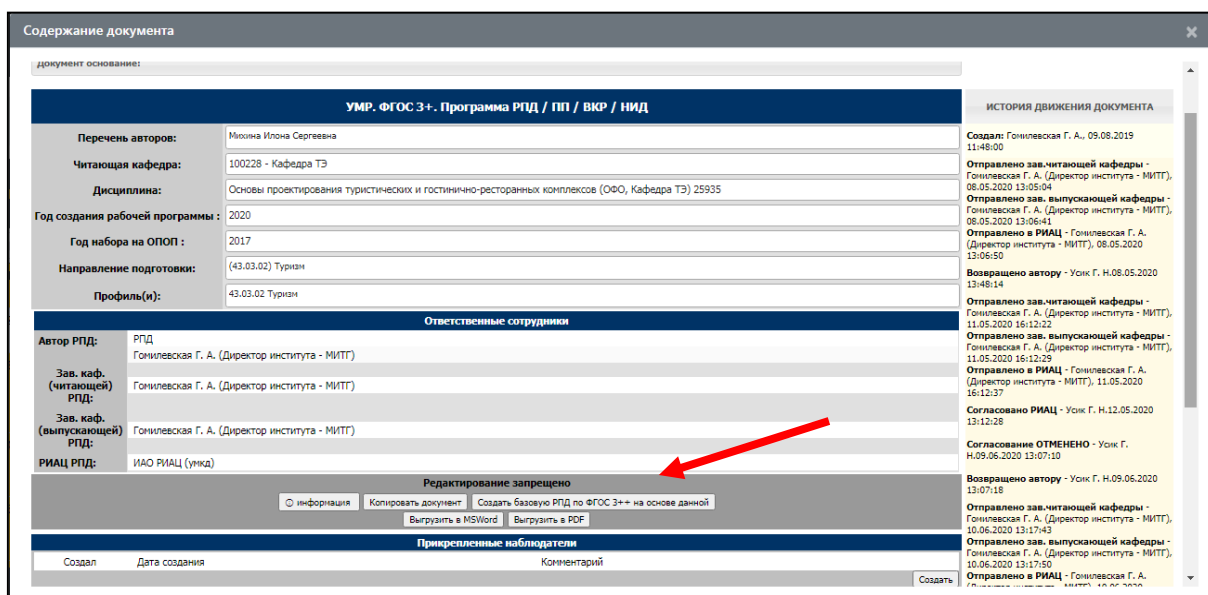 Содержание документа
Документ основание:
УМР. ФГОС 3+. Программа РПД / ПП / ВКР / НИД
Перечень авторов: Михина Илона Сергеевна
Читающая кафедра: 100228 - Кафедра ТЭ
Дисциплина: Основы проектирования туристических и гостинично-ресторанных комплексов (ОФО, Кафедра ТЭ) 25935
Год создания рабочей программы : 2020
Год набора на ОПОП : 2017
Направление подготовки: (43.03.02) Туризм
Профиль(и): 43.03.02 Туризм
Ответственные сотрудники
Автор РПД: РПД
Гомилевская Г. А. (Директор института - МИТГ)
Зав. каф.
(читающей) Гомилевская Г. А. (Директор института - МИТГ)
РПД:
Зав. каф.
(выпускающей) Гомилевская Г. А. (Директор института - МИТГ)
РПД:
РИАЦ РПД: ИАО РИАЦ (умкд)
Редактирование запрещено
информация Копировать документ Создать базовую РПД по ФГОС 3++ на основе данной
Выгрузить в MSWord Выгрузить в PDF
Прикрепленные наблюдатели
Создал Дата создания Комментарий
Создать
ИСТОРИЯ ДВИЖЕНИЯ ДОКУМЕНТА
Создал: Гомилевская Г. А., 09.08.2019
11:48:00
Отправлено зав.читающей кафедры -
Гомилевская Г. А. (Директор института - МИТГ),
08.05.2020 13:05:04
Отправлено зав. выпускающей кафедры -
Гомилевская Г. А. (Директор института - МИТГ),
08.05.2020 13:06:41
Отправлено в РИАЦ - Гомилевская Г. А.
(Директор института - МИТГ), 08.05.2020
13:06:50
Возвращено автору - Усик Г. Н.08.05.2020
13:48:14
Отправлено зав.читающей кафедры -
Гомилевская Г. А. (Директор института - МИТГ),
11.05.2020 16:12:22
Отправлено зав. выпускающей кафедры -
Гомилевская Г. А. (Директор института - МИТГ),
11.05.2020 16:12:29
Отправлено в РИАЦ - Гомилевская Г. А.
(Директор института - МИТГ), 11.05.2020
16:12:37
Согласовано РИАЦ - Усик Г. Н.12.05.2020
13:12:28
Согласование ОТМЕНЕНО - Усик Г.
Н.09.06.2020 13:07:10
Возвращено автору - Усик Г. Н.09.06.2020
13:07:18
Отправлено зав.читающей кафедры -
Гомилевская Г. А. (Директор института - МИТГ),
10.06.2020 13:17:43
Отправлено зав. выпускающей кафедры -
Гомилевская Г. А. (Директор института - МИТГ),
10.06.2020 13:17:50
Отправлено в РИАЦ - Гомилевская Г. А.